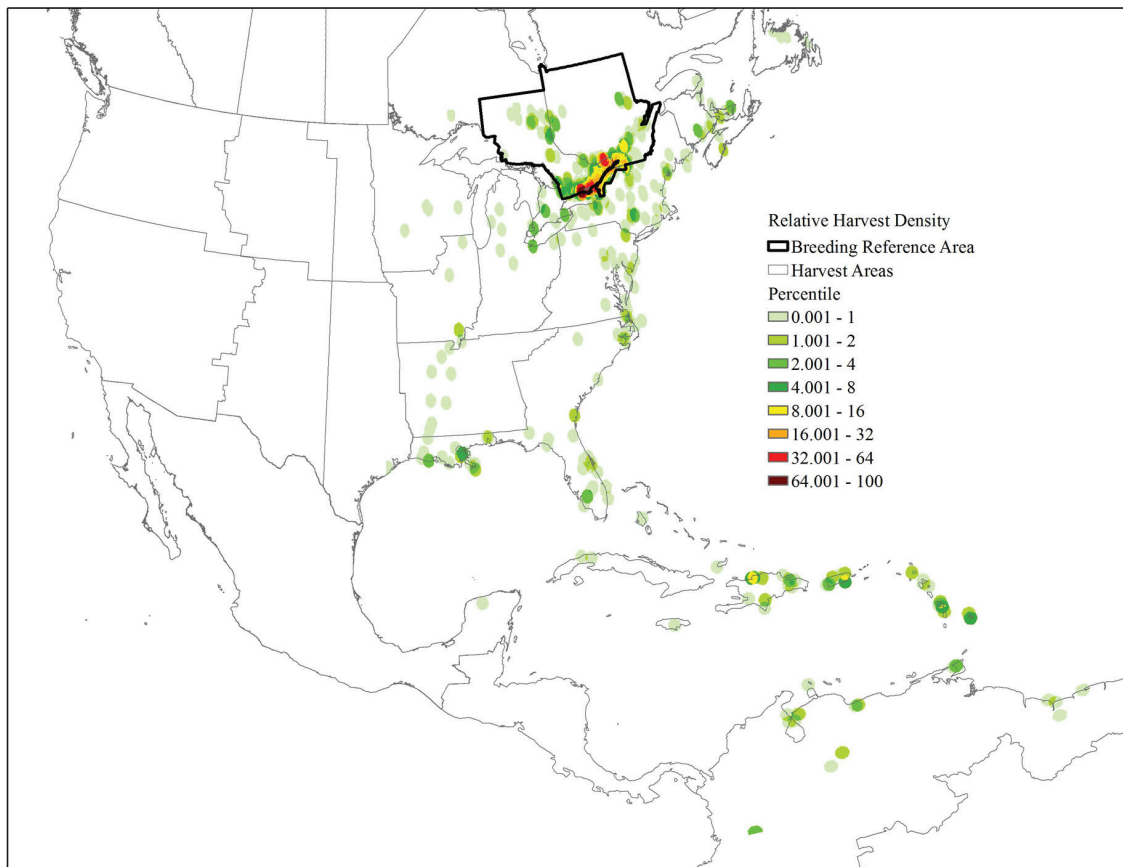 Relative Harvest Density
Breeding Reference Area
Harvest Areas
Percentile
0.001 - 1
1.001 - 2
2.001 - 4
4.001 - 8
8.001 - 16
16.001 - 32
32.001 - 64
64.001 - 100